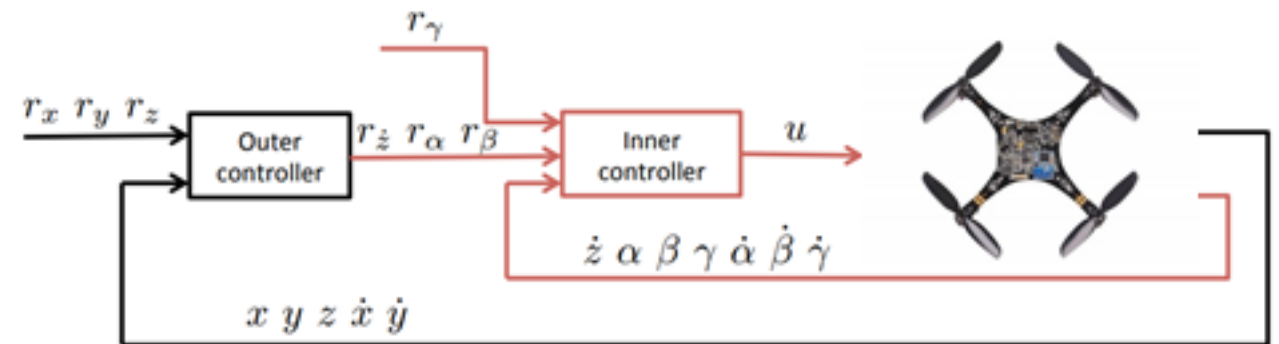 r_γ
r_x r_y r_z
Outer controller
r_ż r_α r_β
Inner controller
u
ż α β γ α̇ β̇ γ̇
x y z ẋ ẏ